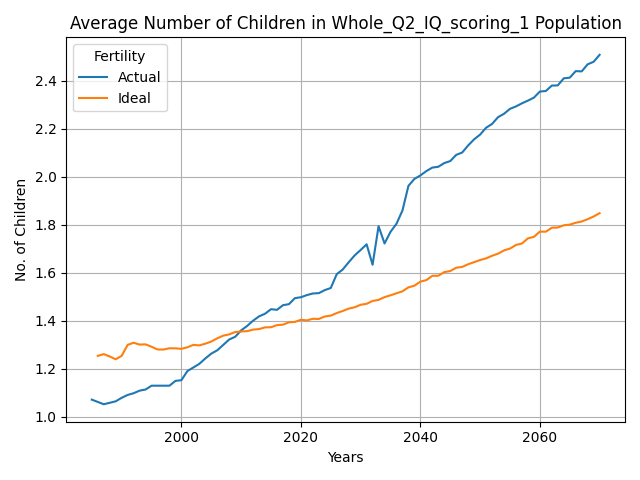 Average Number of Children in Whole_Q2_IQ_scoring_1 Population
Fertility
Actual
Ideal
No. of Children
2.4
2.2
2.0
1.8
1.6
1.4
1.2
1.0
2000 2020 2040 2060
Years